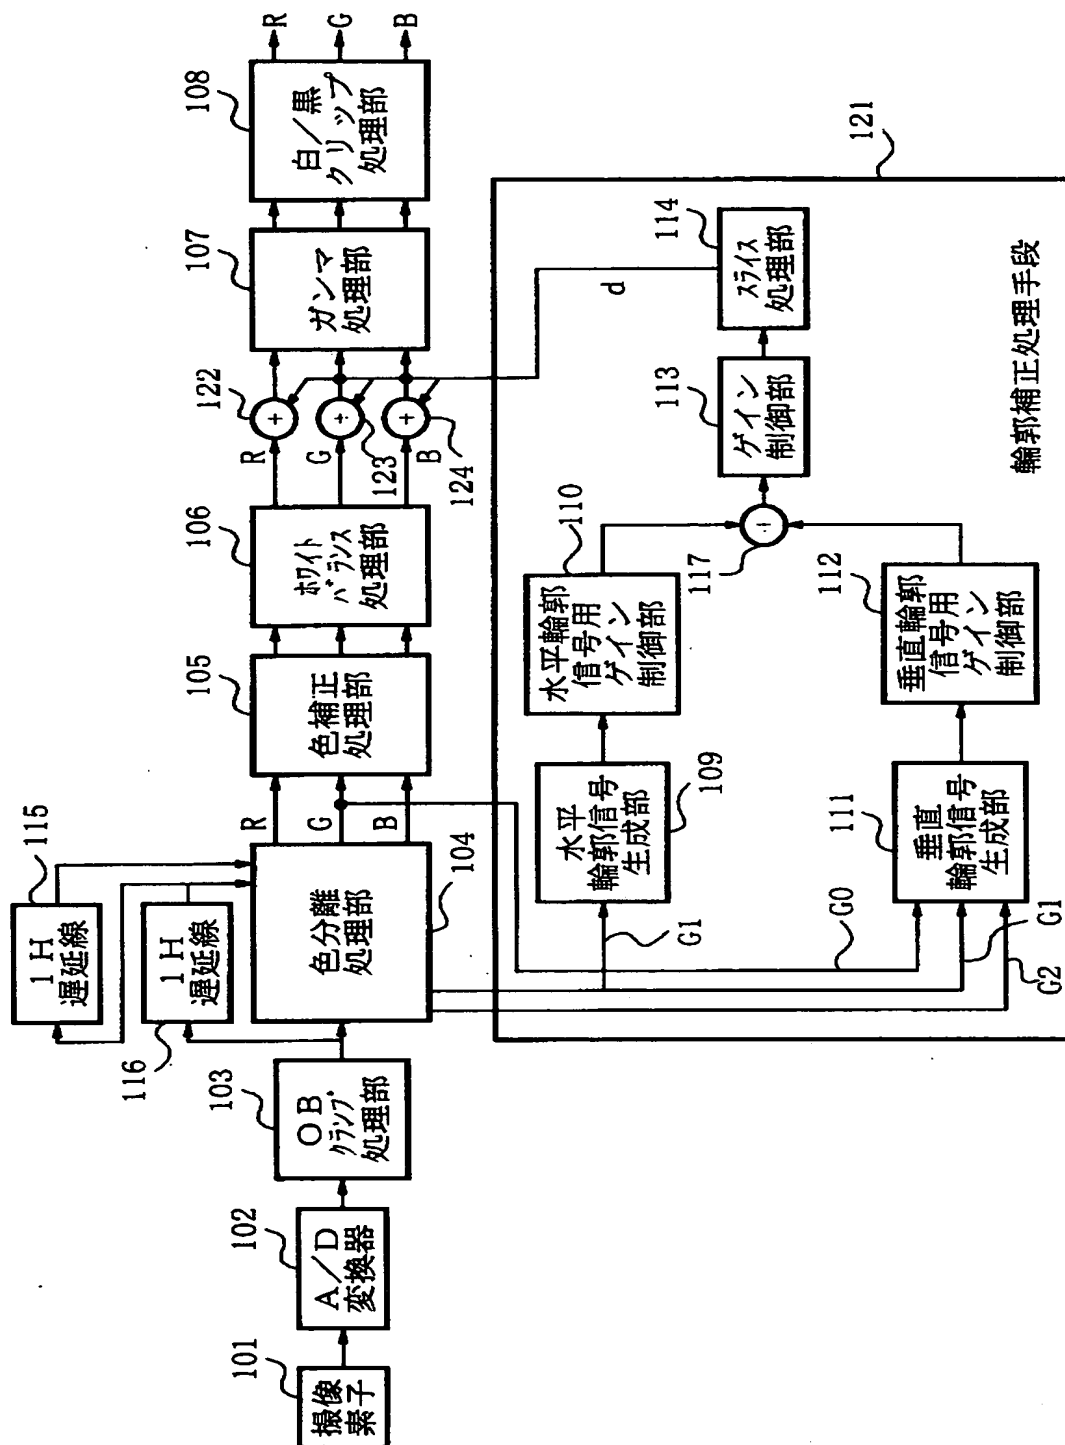 101
撮像
素子
102
A/D
変換器
103
OB
クランプ
処理部
115
1H
遅延線
116
1H
遅延線
104
色分離
処理部
R
G
B
105
色補正
処理部
106
ホワイト
バランス
処理部
R
G
B
122
+
123
+
124
+
107
ガンマ
処理部
108
白/黒
クリップ
処理部
R
G
B
G1
G0
G1
G2
109
水平
輪郭信号
生成部
110
水平輪郭
信号用
ゲイン
制御部
111
垂直
輪郭信号
生成部
112
垂直輪郭
信号用
ゲイン
制御部
117
+
113
ゲイン
制御部
114
スライス
処理部
d
121
輪郭補正処理手段